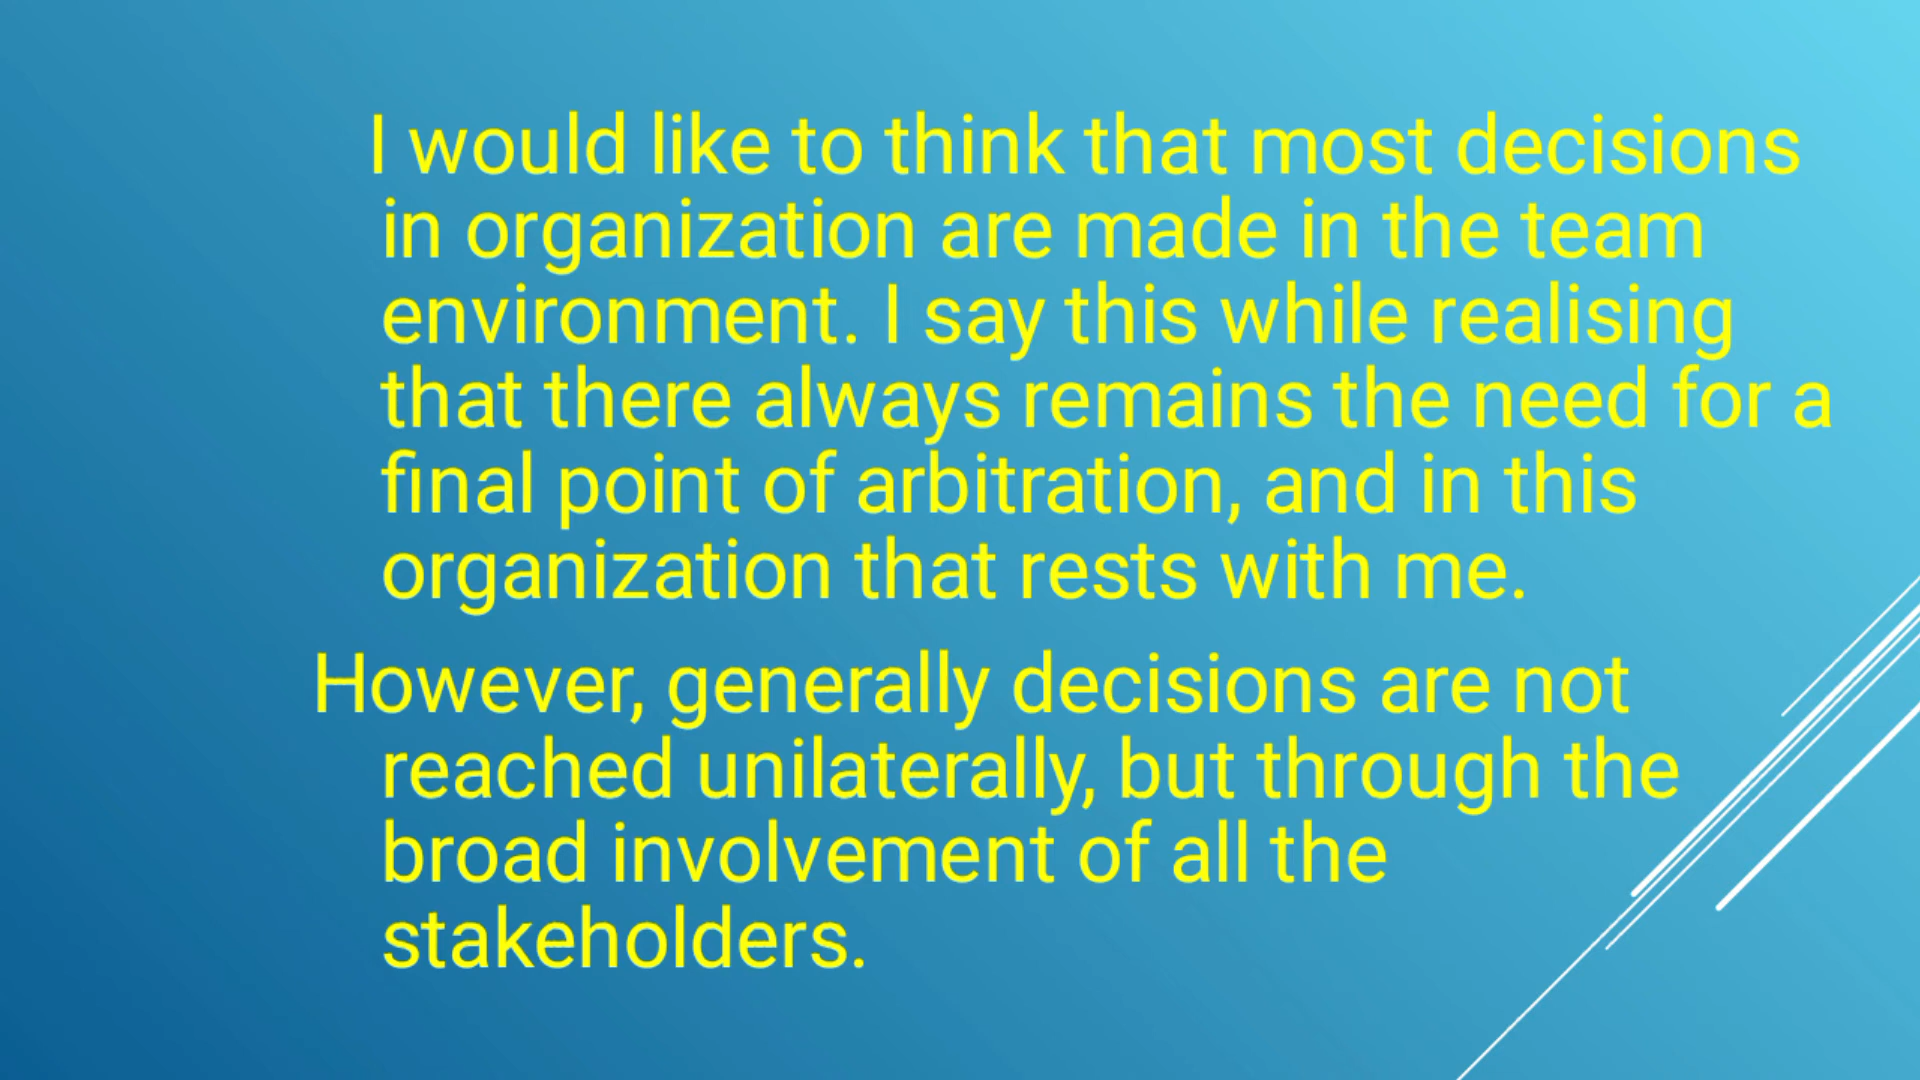 I would like to think that most decisions
in organization are made in the team
environment. I say this while realising
that there always remains the need for a
final point of arbitration, and in this
organization that rests with me.
However, generally decisions are not
reached unilaterally, but through the
broad involvement of all the
stakeholders.